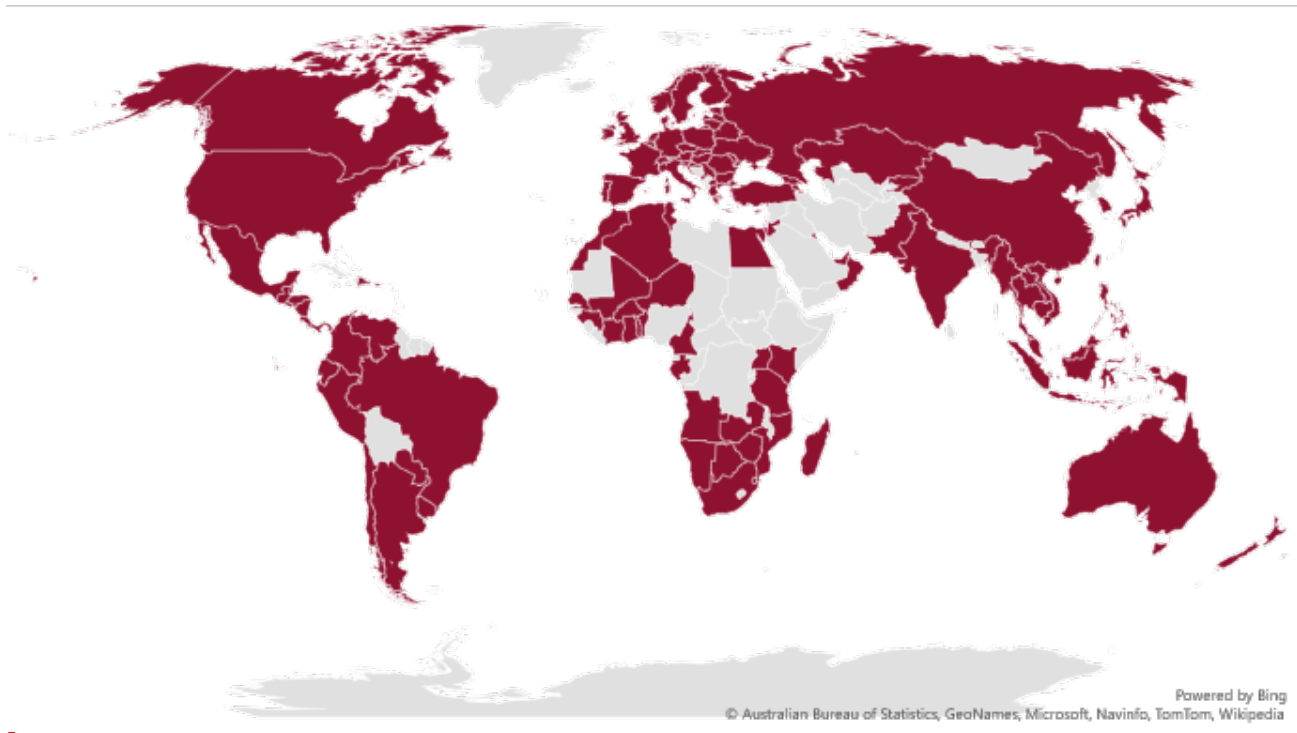 Powered by Bing
© Australian Bureau of Statistics, GeoNames, Microsoft, Navinfo, TomTom, Wikipedia